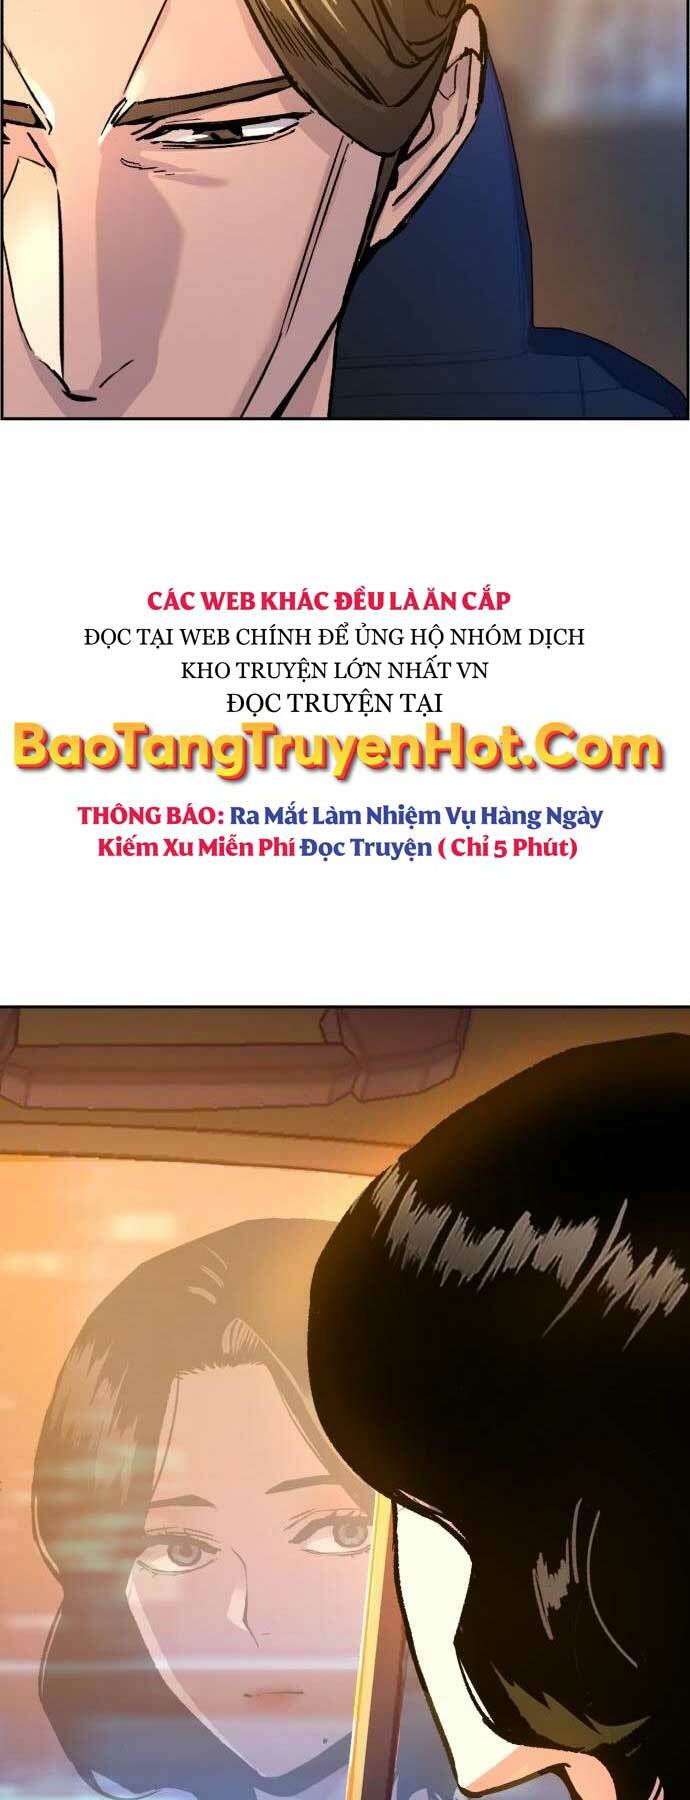 CÁC WEB KHÁC ĐỀU LÀ ĂN CẮP
ĐỌC TẠI WEB CHÍNH ĐỂ ỦNG HỘ NHÓM DỊCH
KHO TRUYỆN LỚN NHẤT VN
ĐỌC TRUYỆN TẠI
BaoTangTruyenHot.Com
THÔNG BÁO: Ra Mắt Làm Nhiệm Vụ Hàng Ngày
Kiếm Xu Miễn Phí Đọc Truyện ( Chỉ 5 Phút)